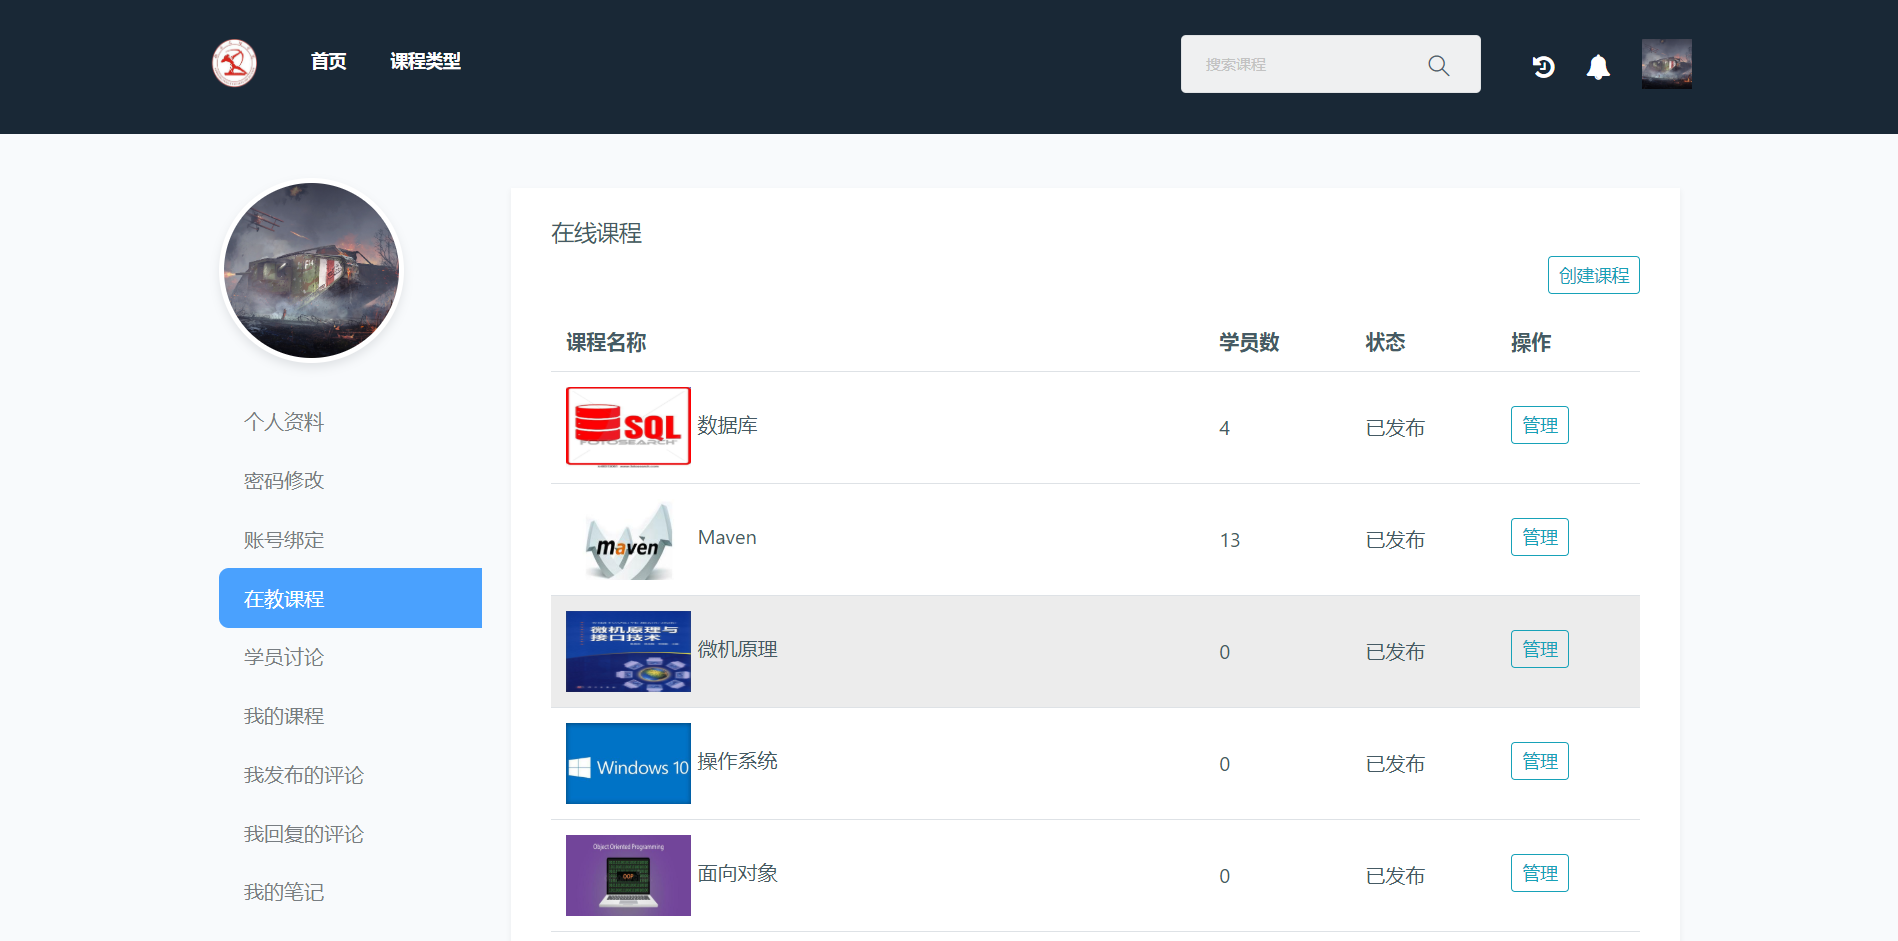 首页 课程类型 搜索课程
在线课程
创建课程
课程名称 学员数 状态 操作
SQL
FOTOSEARCH
数据库 4 已发布 管理
maven
Maven 13 已发布 管理
微机原理与
接口技术
微机原理 0 已发布 管理
Windows 10
操作系统 0 已发布 管理
Object Oriented Programming
OOP
面向对象 0 已发布 管理
个人资料
密码修改
账号绑定
在教课程
学员讨论
我的课程
我发布的评论
我回复的评论
我的笔记